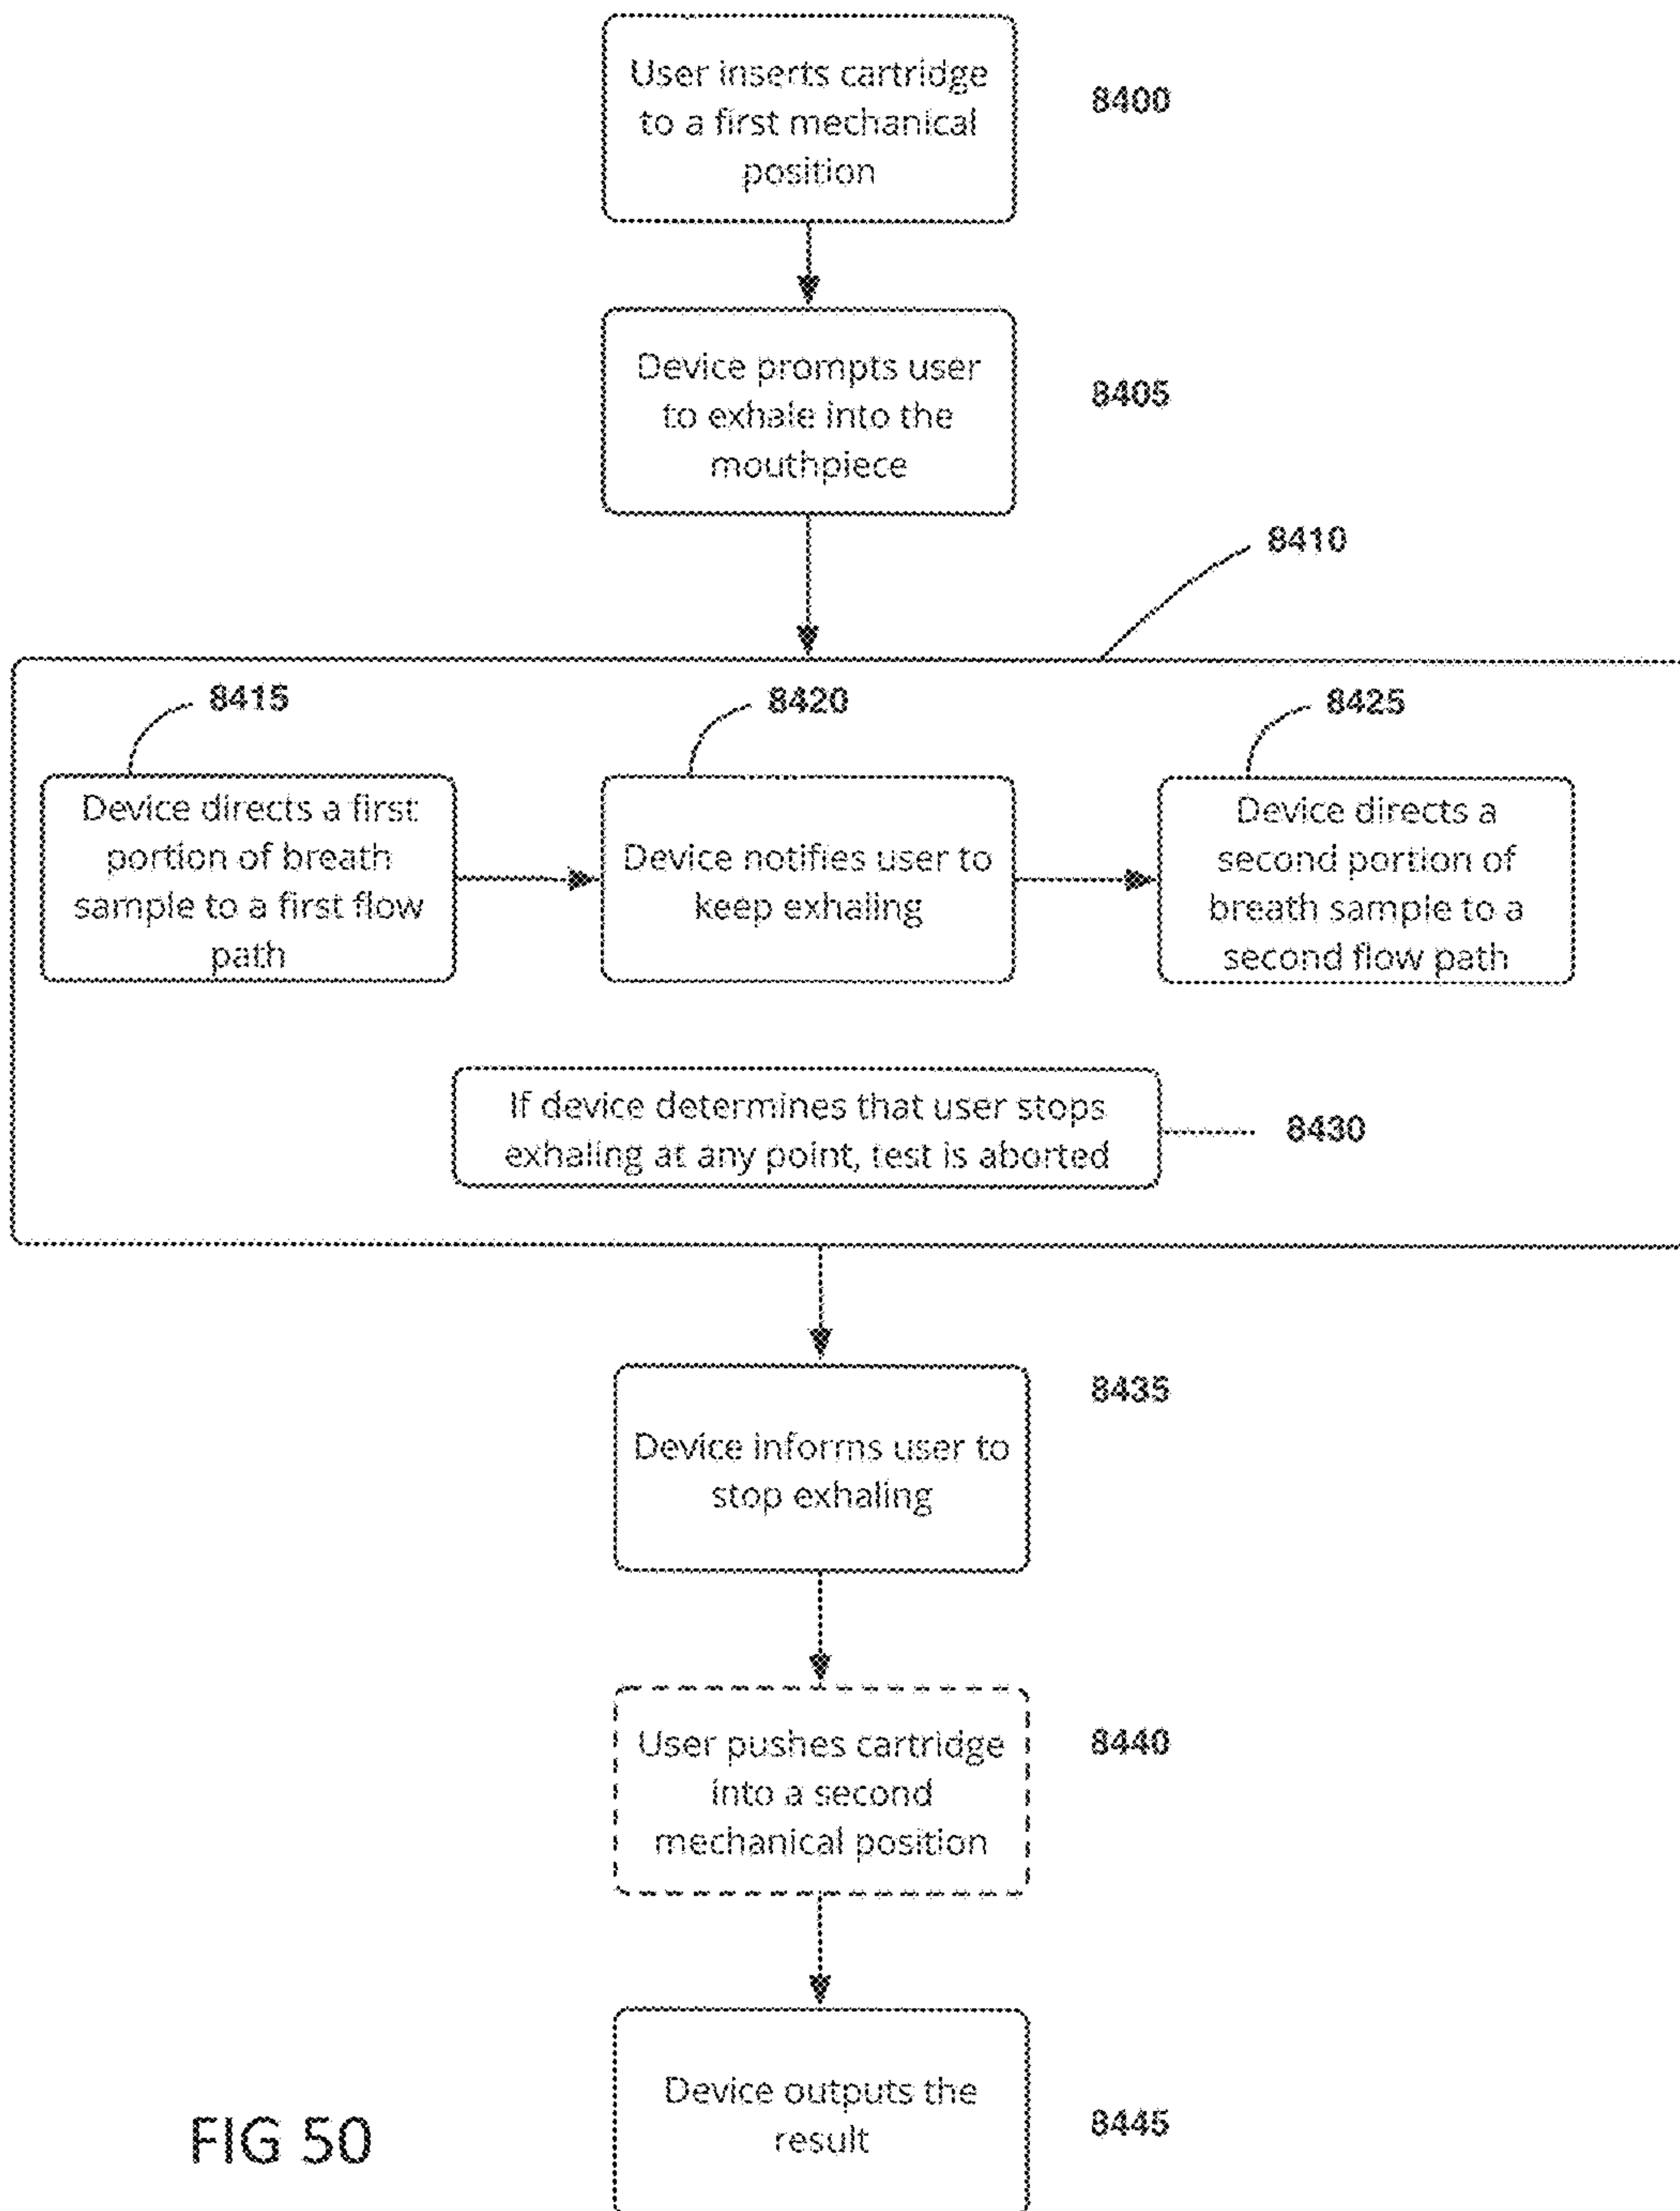 User inserts cartridge
to a first mechanical
position
8400
Device prompts user
to exhale into the
mouthpiece
8405
8410
8415
8420
8425
Device directs a first
portion of breath
sample to a first flow
path
Device notifies user to
keep exhaling
Device directs a
second portion of
breath sample to a
second flow path
If device determines that user stops
exhaling at any point, test is aborted
8430
8435
Device informs user to
stop exhaling
User pushes cartridge
into a second
mechanical position
8440
Device outputs the
result
8445
FIG 50